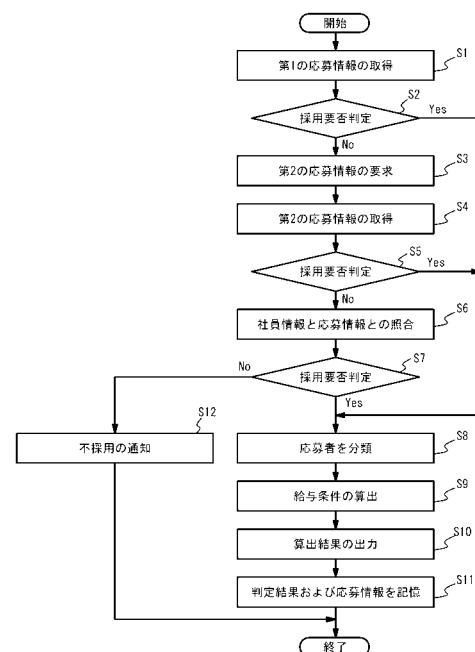 開始
第1の応募情報の取得
S1
採用要否判定
S2
Yes
No
第2の応募情報の要求
S3
第2の応募情報の取得
S4
採用要否判定
S5
Yes
No
社員情報と応募情報との照合
S6
採用要否判定
S7
No
Yes
不採用の通知
S12
応募者を分類
S8
給与条件の算出
S9
算出結果の出力
S10
判定結果および応募情報を記憶
S11
終了